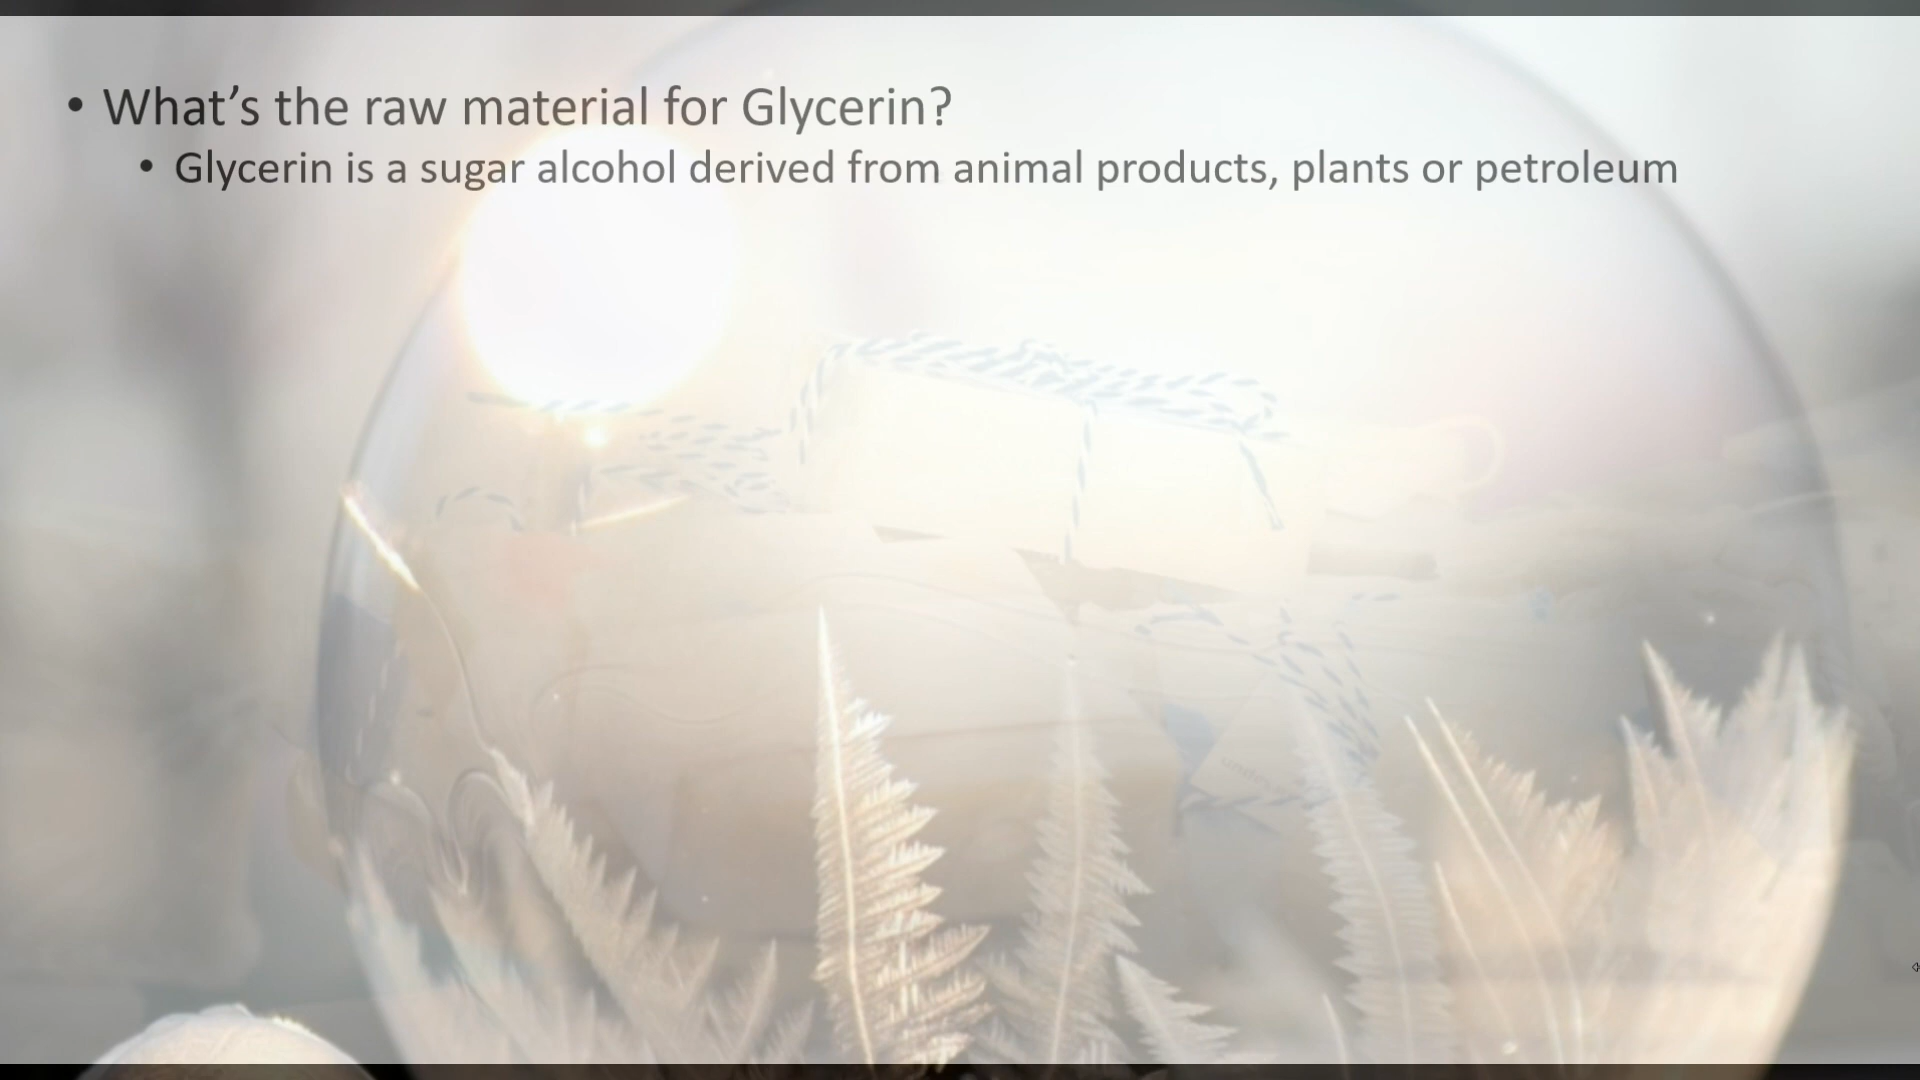 • What's the raw material for Glycerin?
• Glycerin is a sugar alcohol derived from animal products, plants or petroleum